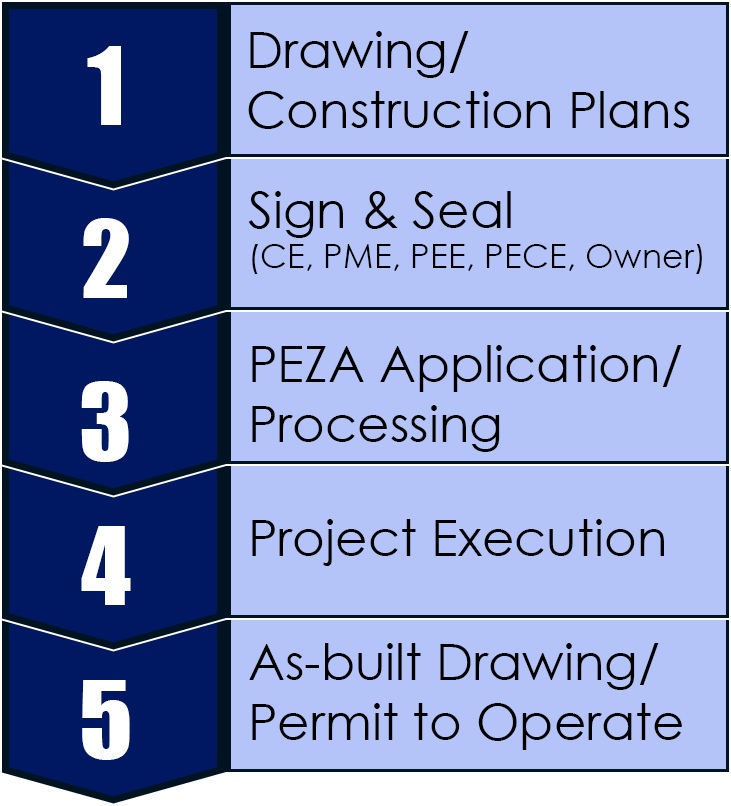 1
Drawing/
Construction Plans
2
Sign & Seal
(CE, PME, PEE, PECE, Owner)
3
PEZA Application/
Processing
4
Project Execution
5
As-built Drawing/
Permit to Operate